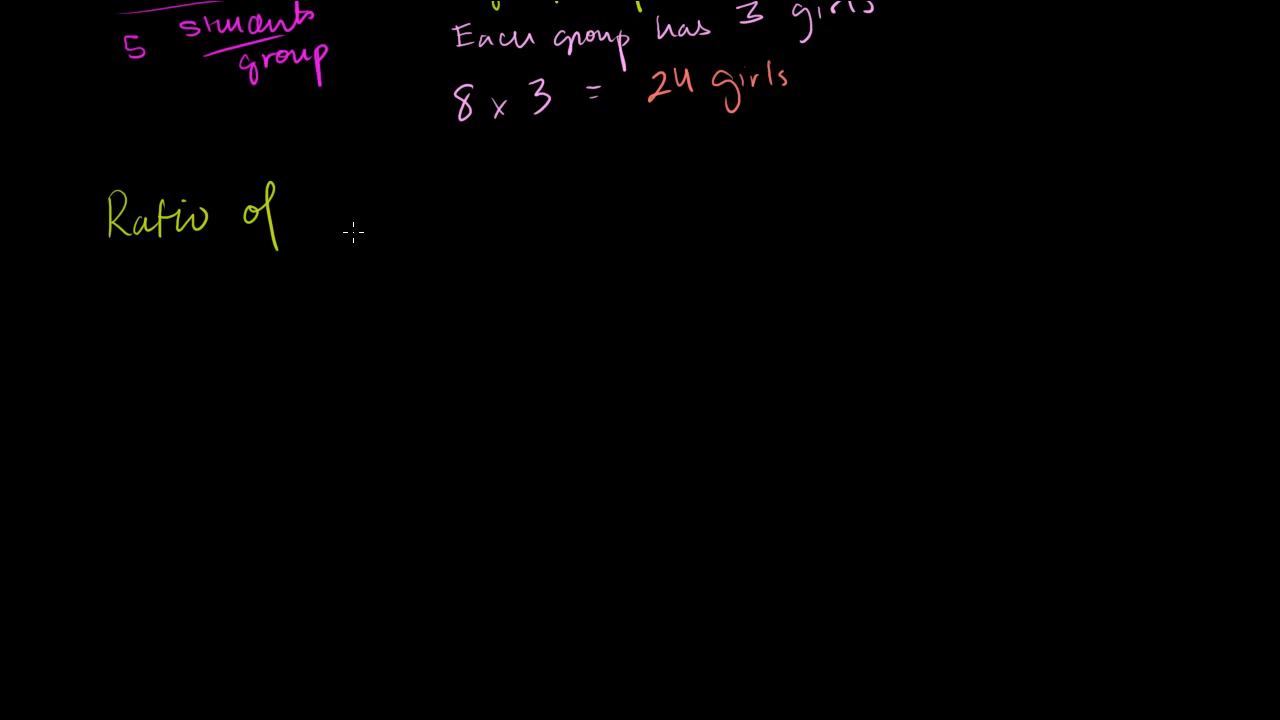 5 students
group
Each group has 3 girls
8 x 3 = 24 girls
Ratio of